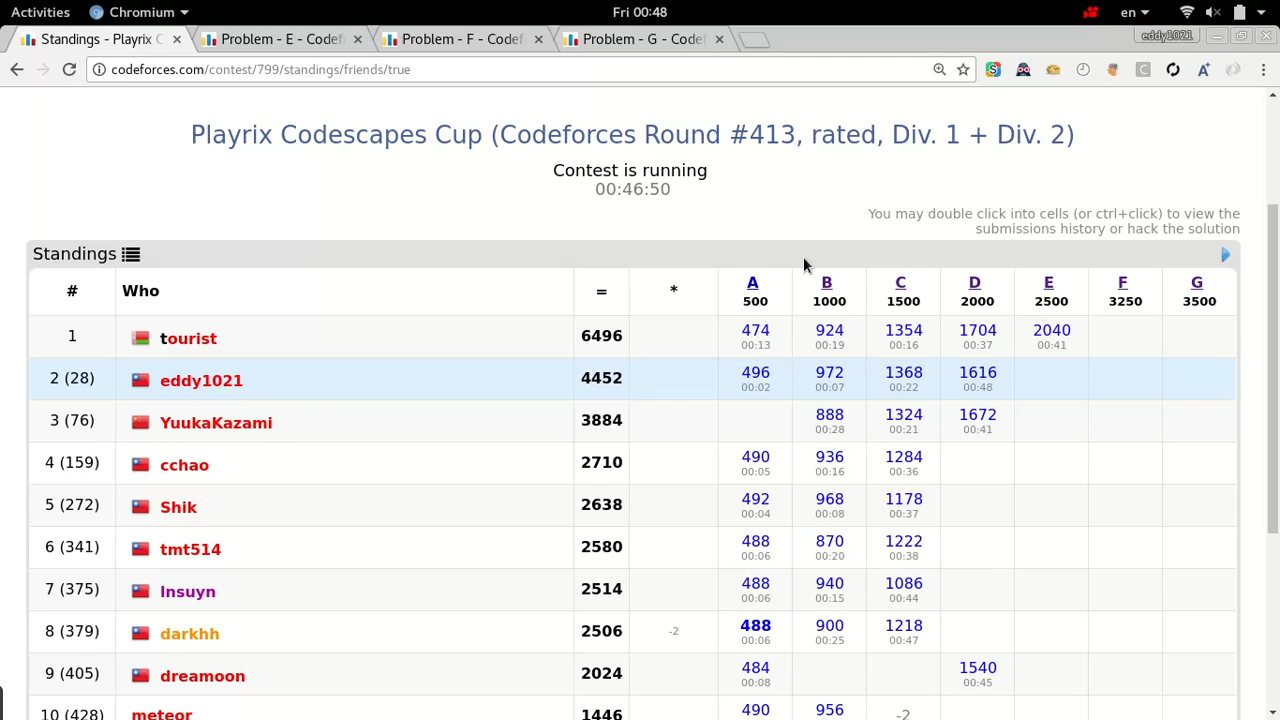 Activities Chromium Fri 00:48 en
Standings - Playrix C Problem - E - Codef Problem - F - Codef Problem - G - Codef eddy1021
codeforces.com/contest/799/standings/friends/true
Playrix Codescapes Cup (Codeforces Round #413, rated, Div. 1 + Div. 2)
Contest is running
00:46:50
You may double click into cells (or ctrl+click) to view the
submissions history or hack the solution
Standings
# Who = * A B C D E F G
500 1000 1500 2000 2500 3250 3500
1 tourist 6496 474 924 1354 1704 2040
00:13 00:19 00:16 00:37 00:41
2 (28) eddy1021 4452 496 972 1368 1616
00:02 00:07 00:22 00:48
3 (76) YuukaKazami 3884 888 1324 1672
00:28 00:21 00:41
4 (159) cchao 2710 490 936 1284
00:05 00:16 00:36
5 (272) Shik 2638 492 968 1178
00:04 00:08 00:37
6 (341) tmt514 2580 488 870 1222
00:06 00:20 00:38
7 (375) Insuyn 2514 488 940 1086
00:06 00:15 00:44
8 (379) darkhh 2506 -2 488 900 1218
00:06 00:25 00:47
9 (405) dreamoon 2024 484 1540
00:08 00:45
10 (428) meteor 1446 490 956 -2